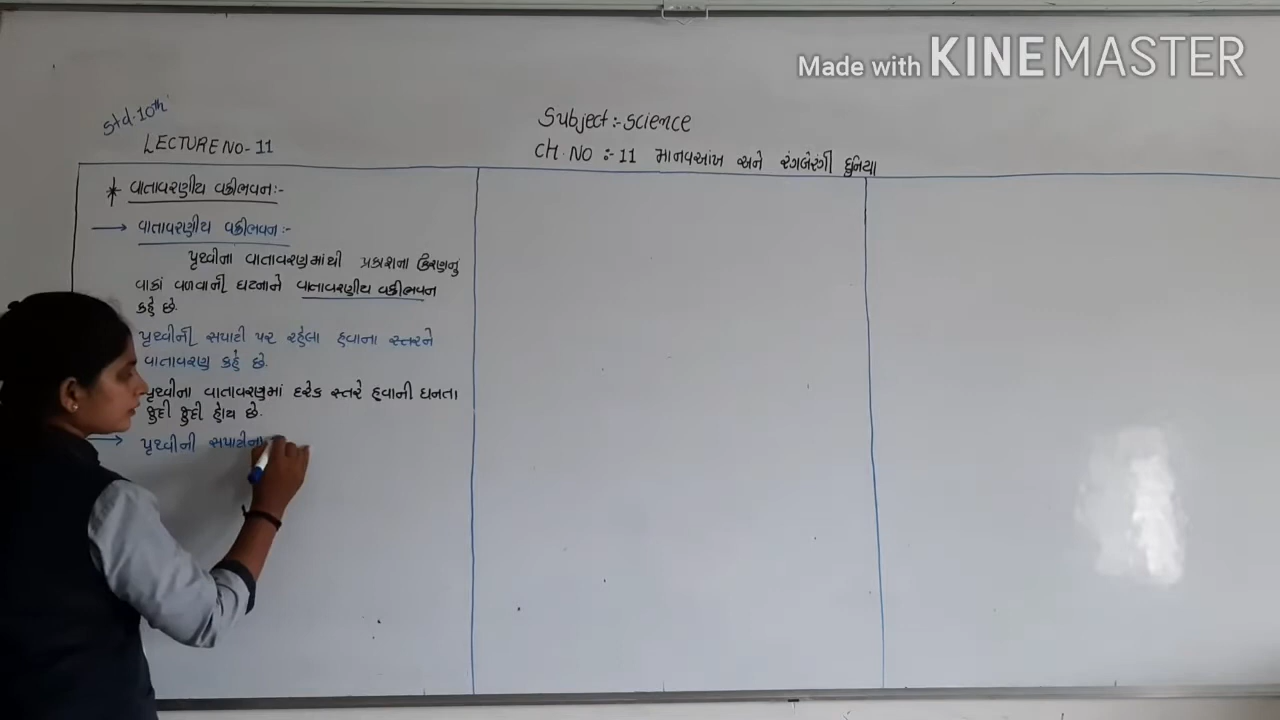 Made with KINEMASTER
Std.10th
LECTURE NO - 11
Subject:- science
CH. NO :- 11 માનવઆંખ અને રંગબેરંગી દુનિયા
* વાતાવરણીય વક્રીભવન:-
→ વાતાવરણીય વક્રીભવન:-
પૃથ્વીના વાતાવરણમાંથી પ્રકાશના કિરણનુ
વાકાં વળવાની ઘટનાને વાતાવરણીય વક્રીભવન
કહે છે.
પૃથ્વીની સપાટી પર રહેલા હવાના સ્તરને
વાતાવરણ કહે છે.
પૃથ્વીના વાતાવરણમાં દરેક સ્તરે હવાની ઘનતા
જુદી જુદી હોય છે.
→ પૃથ્વીની સપાટીના